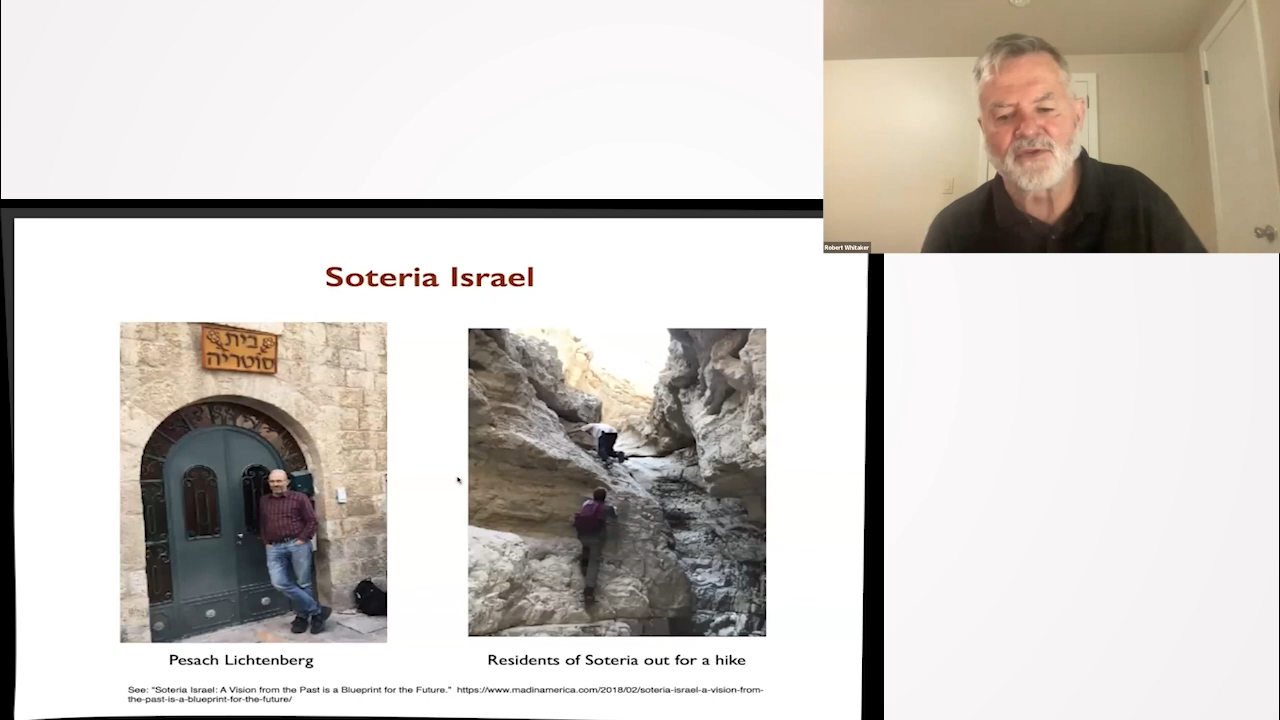 Robert Whitaker
Soteria Israel
בית
סוטריה
Pesach Lichtenberg
Residents of Soteria out for a hike
See: “Soteria Israel: A Vision from the Past is a Blueprint for the Future.” https://www.madinamerica.com/2018/02/soteria-israel-a-vision-from-
the-past-is-a-blueprint-for-the-future/